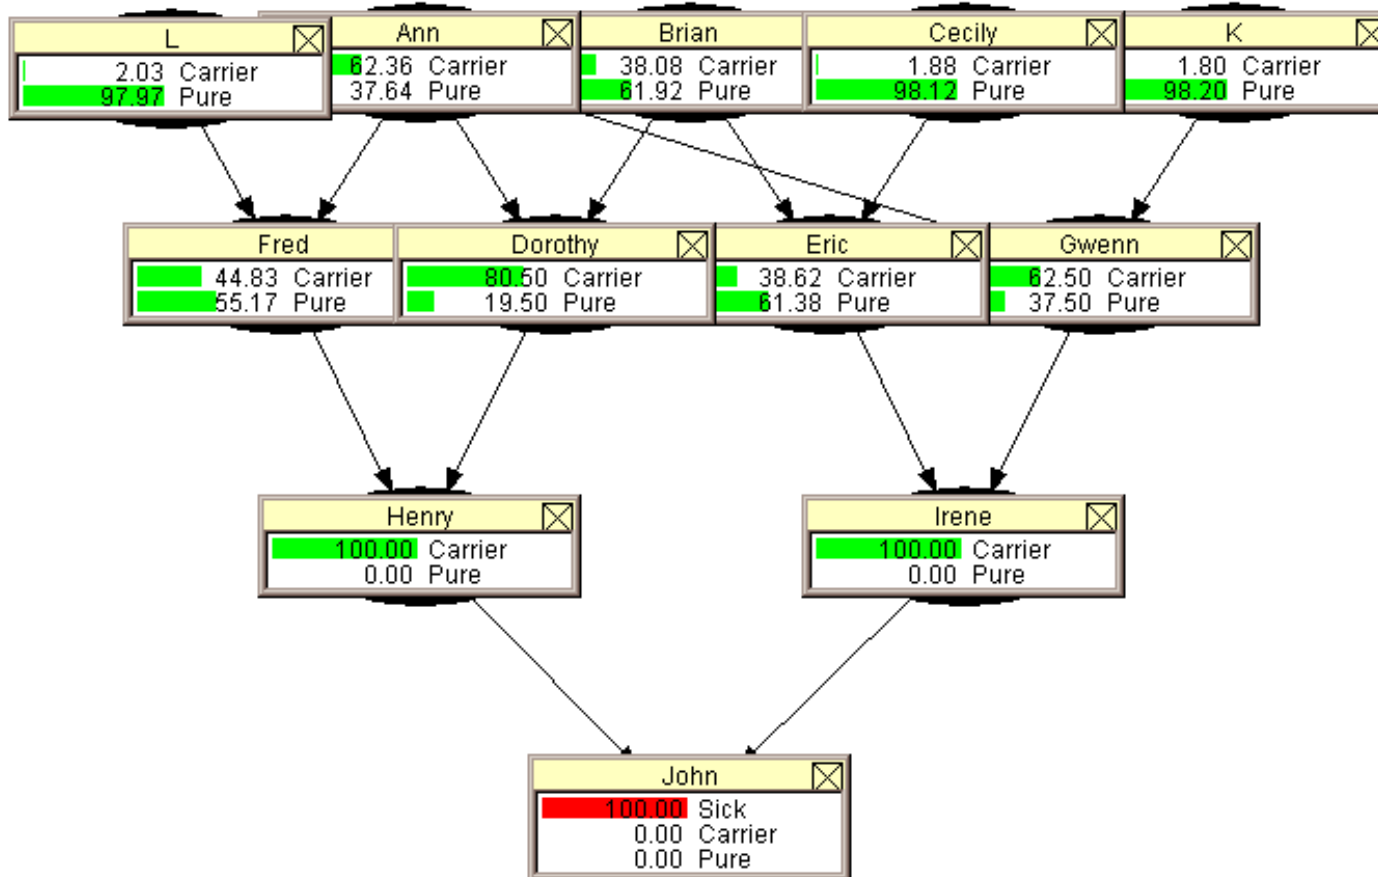 L
2.03 Carrier
97.97 Pure
Ann
62.36 Carrier
37.64 Pure
Brian
38.08 Carrier
61.92 Pure
Cecily
1.88 Carrier
98.12 Pure
K
1.80 Carrier
98.20 Pure
Fred
44.83 Carrier
55.17 Pure
Dorothy
80.50 Carrier
19.50 Pure
Eric
38.62 Carrier
61.38 Pure
Gwenn
62.50 Carrier
37.50 Pure
Henry
100.00 Carrier
0.00 Pure
Irene
100.00 Carrier
0.00 Pure
John
100.00 Sick
0.00 Carrier
0.00 Pure